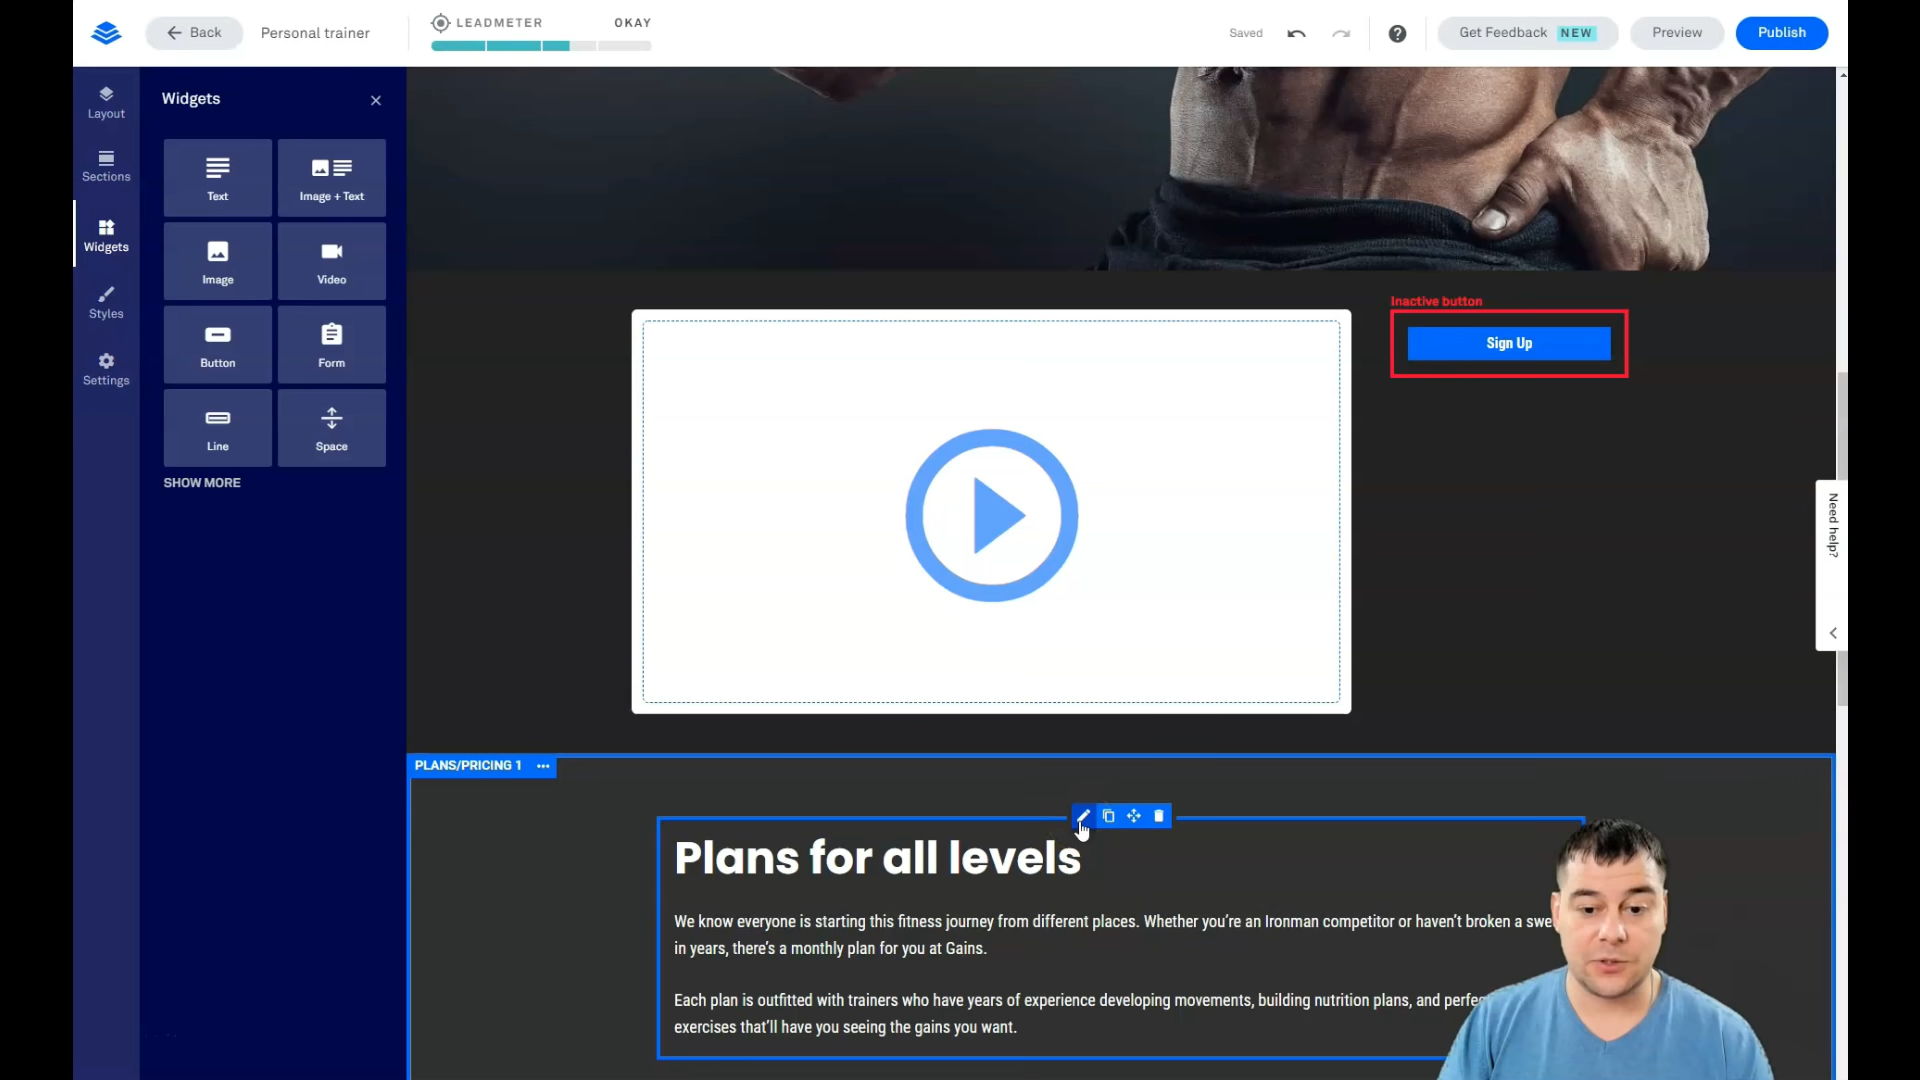 Back
Personal trainer
LEADMETER
OKAY
Saved
Get Feedback NEW
Preview
Publish
Layout
Sections
Widgets
Styles
Settings
Widgets
Text
Image + Text
Image
Video
Button
Form
Line
Space
SHOW MORE
Inactive button
Sign Up
Need help?
PLANS/PRICING 1
Plans for all levels
We know everyone is starting this fitness journey from different places. Whether you're an Ironman competitor or haven't broken a
in years, there's a monthly plan for you at Gains.
Each plan is outfitted with trainers who have years of experience developing movements, building nutrition plans, and
exercises that'll have you seeing the gains you want.